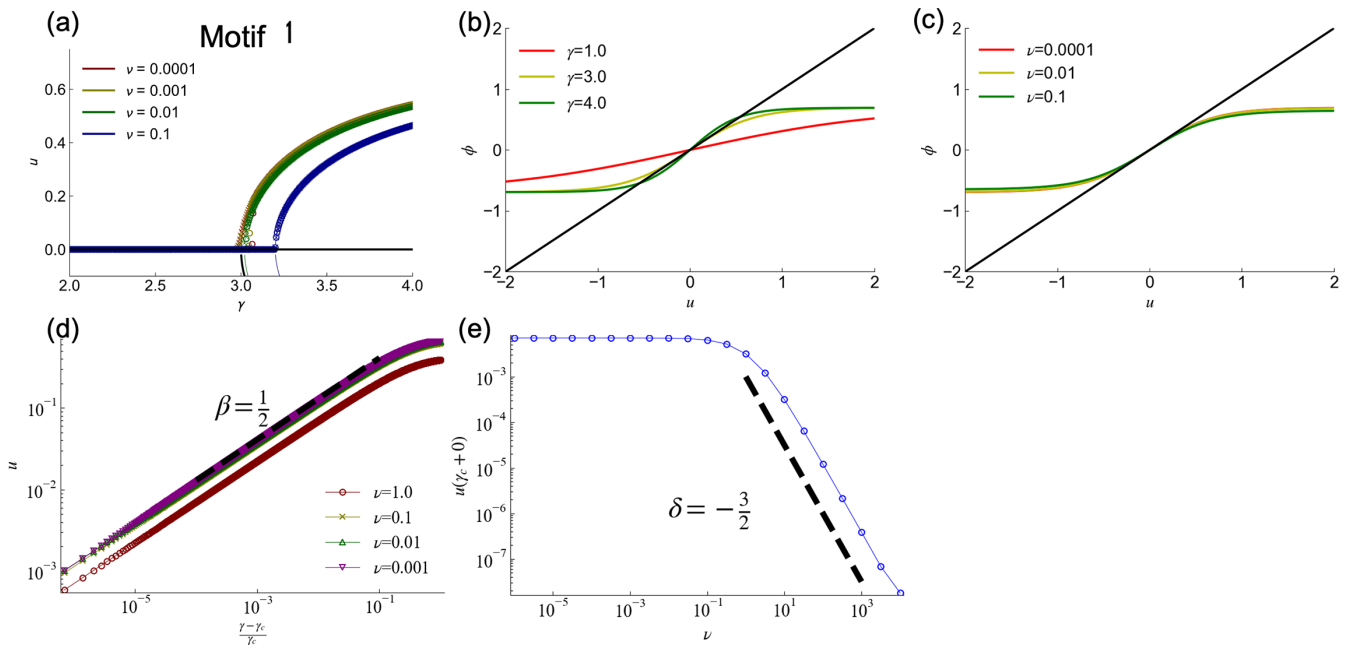 (a)
Motif 1
ν = 0.0001
ν = 0.001
ν = 0.01
ν = 0.1
u
0.6
0.4
0.2
0.0
2.0 2.5 3.0 3.5 4.0
γ
(b)
γ=1.0
γ=3.0
γ=4.0
ϕ
2
1
0
−1
−2
−2 −1 0 1 2
u
(c)
ν=0.0001
ν=0.01
ν=0.1
ϕ
2
1
0
−1
−2
−2 −1 0 1 2
u
(d)
β=1/2
u
10⁻¹
10⁻²
10⁻³
ν=1.0
ν=0.1
ν=0.01
ν=0.001
10⁻⁵ 10⁻³ 10⁻¹
γ−γc
γc
(e)
u(γc+0)
10⁻³
10⁻⁴
10⁻⁵
10⁻⁶
10⁻⁷
δ=−3/2
10⁻⁵ 10⁻³ 10⁻¹ 10¹ 10³
ν